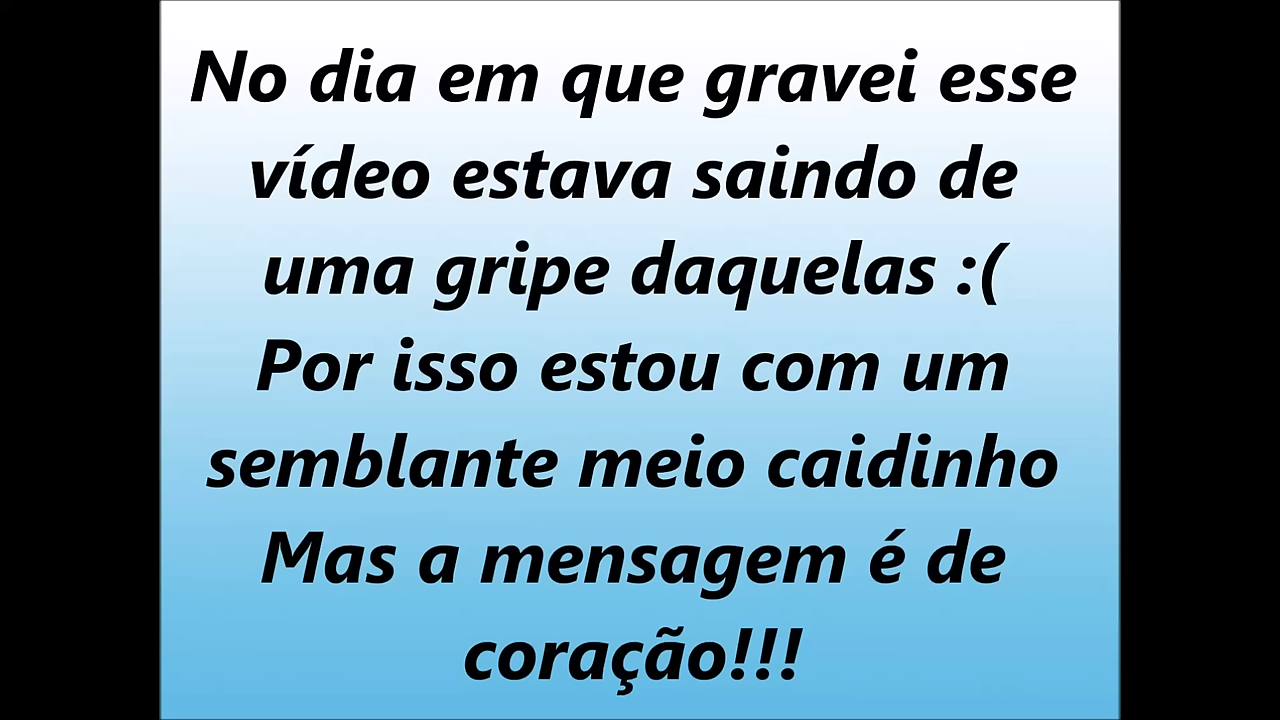 No dia em que gravei esse
vídeo estava saindo de
uma gripe daquelas :(
Por isso estou com um
semblante meio caidinho
Mas a mensagem é de
coração!!!